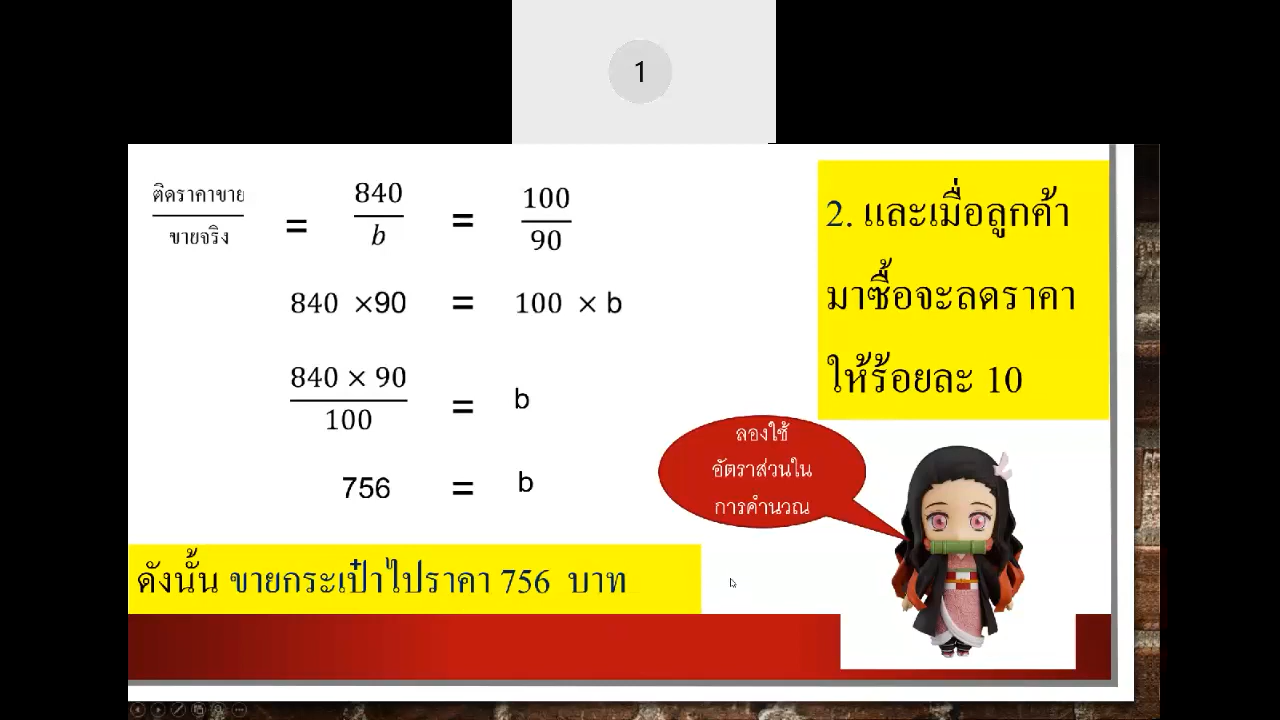 1
ติดราคาขาย/ขายจริง = 840/b = 100/90
840 ×90 = 100 × b
840 × 90/100 = b
756 = b
ดังนั้น ขายกระเป๋าไปราคา 756 บาท
2. และเมื่อลูกค้า
มาซื้อจะลดราคา
ให้ร้อยละ 10
ลองใช้
อัตราส่วนใน
การคำนวณ